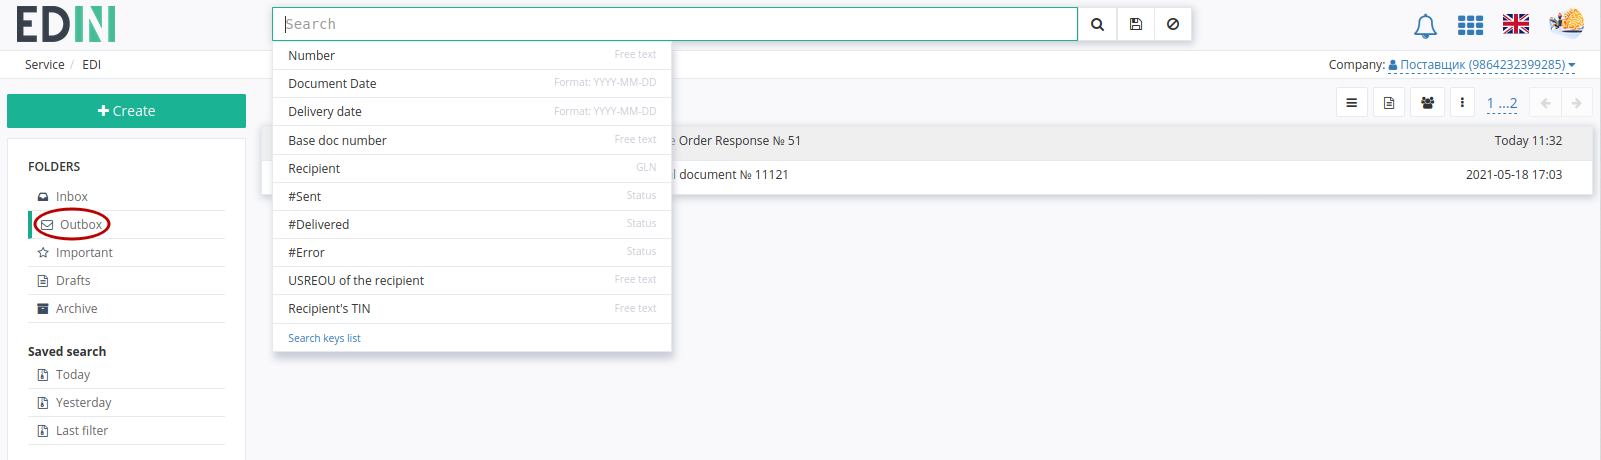 EDIN
Search
Service / EDI
Company: Поставщик (9864232399285)
Create
1 ...2
FOLDERS
Inbox
Outbox
Important
Drafts
Archive
Saved search
Today
Yesterday
Last filter
Number Free text
Document Date Format: YYYY-MM-DD
Delivery date Format: YYYY-MM-DD
Base doc number Free text
Recipient GLN
#Sent Status
#Delivered Status
#Error Status
USREOU of the recipient Free text
Recipient's TIN Free text
Search keys list
e Order Response № 51 Today 11:32
l document № 11121 2021-05-18 17:03